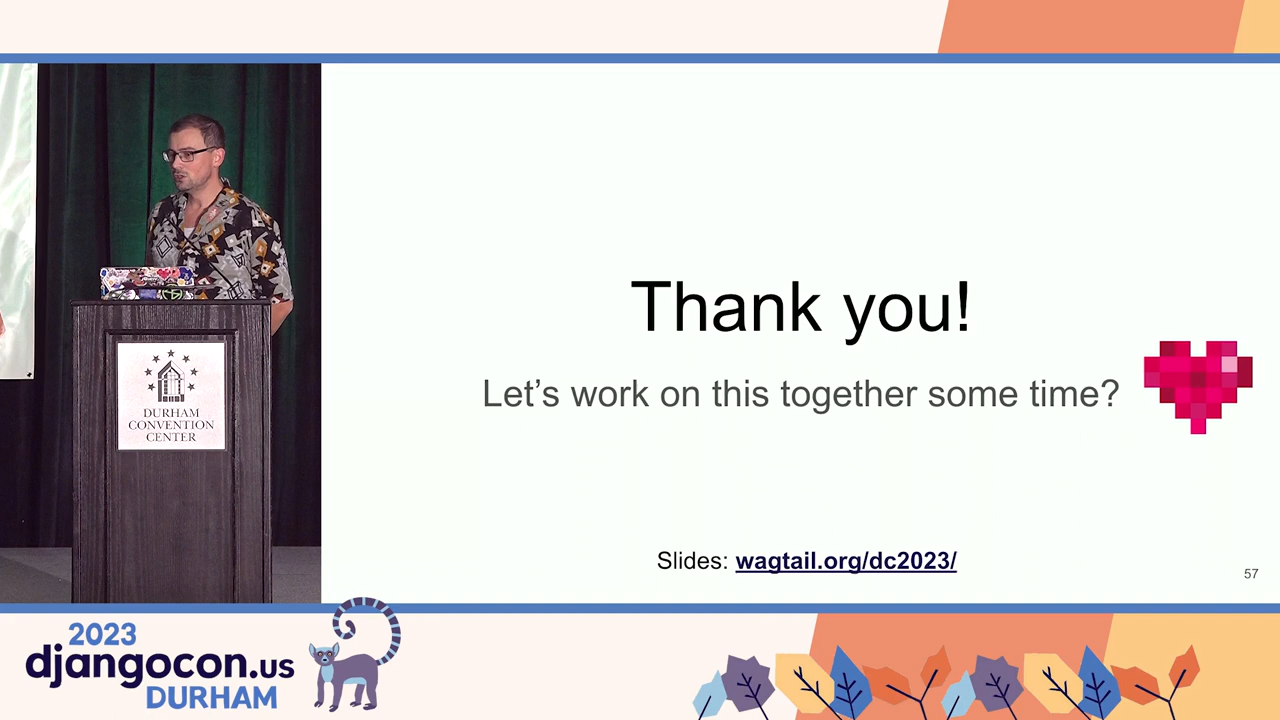 Thank you!
Let's work on this together some time?
Slides: wagtail.org/dc2023/
57
DURHAM
CONVENTION
CENTER
2023
djangocon.us
DURHAM